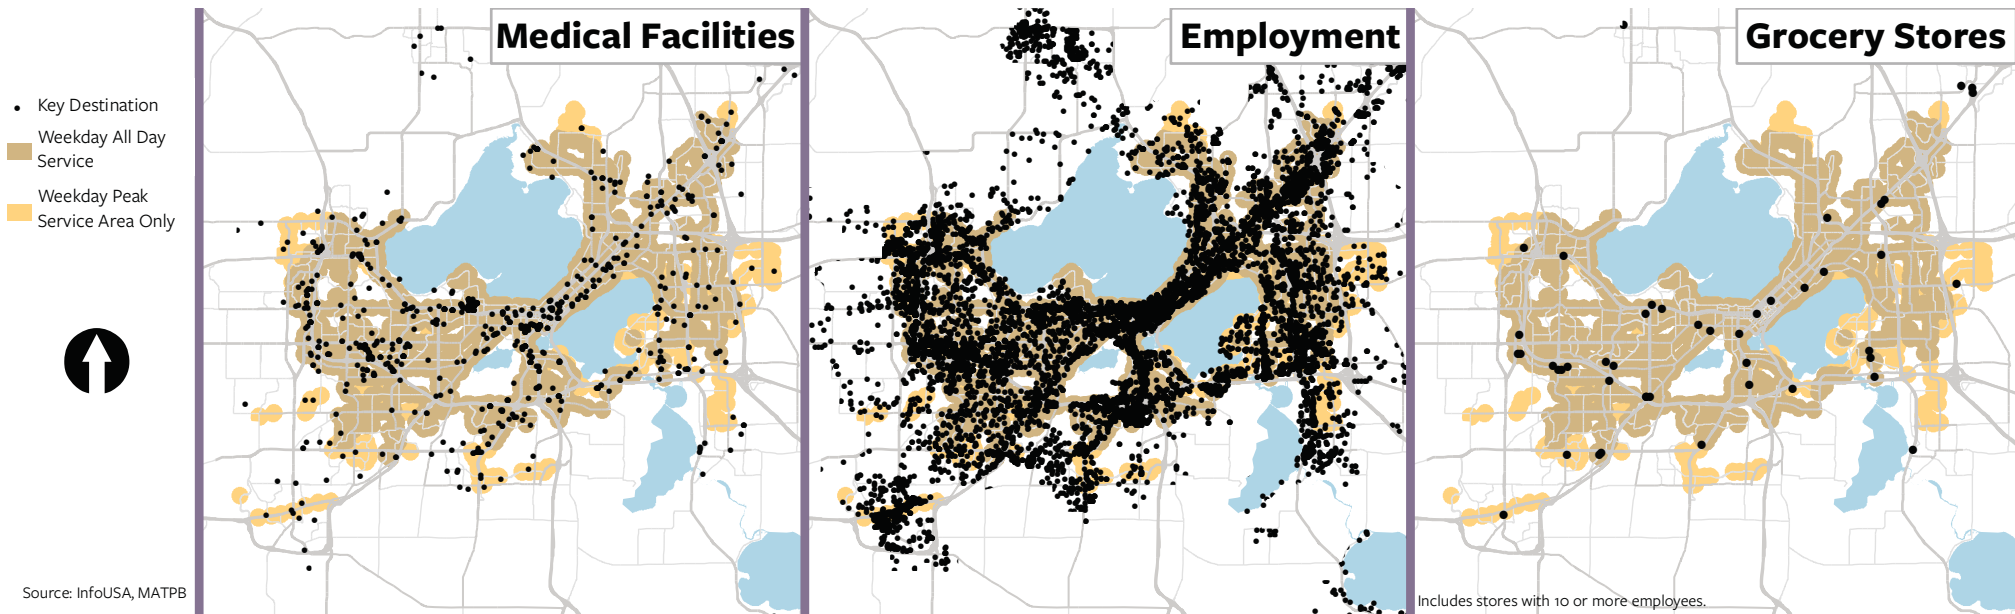 Medical Facilities
Employment
Grocery Stores
Key Destination
Weekday All Day
Service
Weekday Peak
Service Area Only
Source: InfoUSA, MATPB
Includes stores with 10 or more employees.